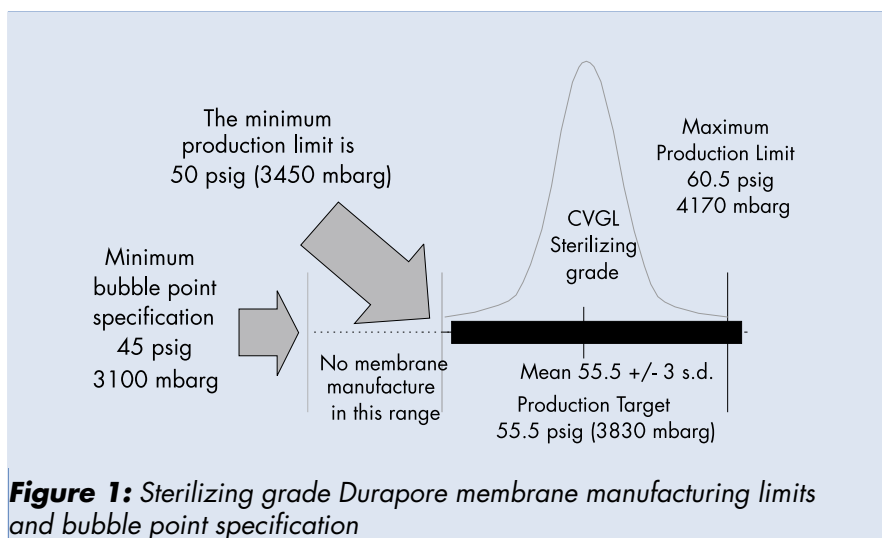 The minimum
production limit is
50 psig (3450 mbarg)
Maximum
Production Limit
60.5 psig
4170 mbarg
CVGL
Sterilizing
grade
Minimum
bubble point
specification
45 psig
3100 mbarg
No membrane
manufacture
in this range
Mean 55.5 +/- 3 s.d.
Production Target
55.5 psig (3830 mbarg)
Figure 1: Sterilizing grade Durapore membrane manufacturing limits
and bubble point specification